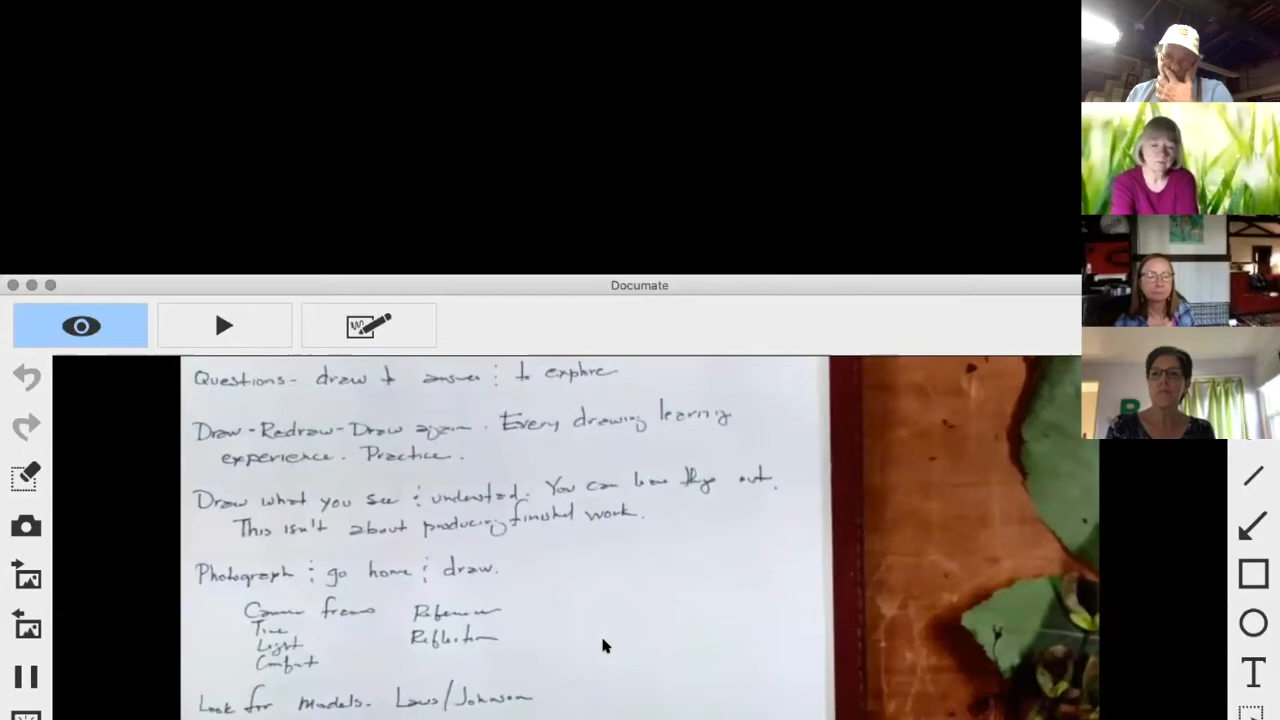 Documate
Questions - draw to answer & to explore
Draw - Redraw - Draw again. Every drawing learning
experience. Practice.
Draw what you see & understand. You can leave things out.
This isn't about producing finished work.
Photograph & go home & draw.
Camera frames Reference
Time Reflection
Light
Comfort
Look for models - Laws/Johnson
T